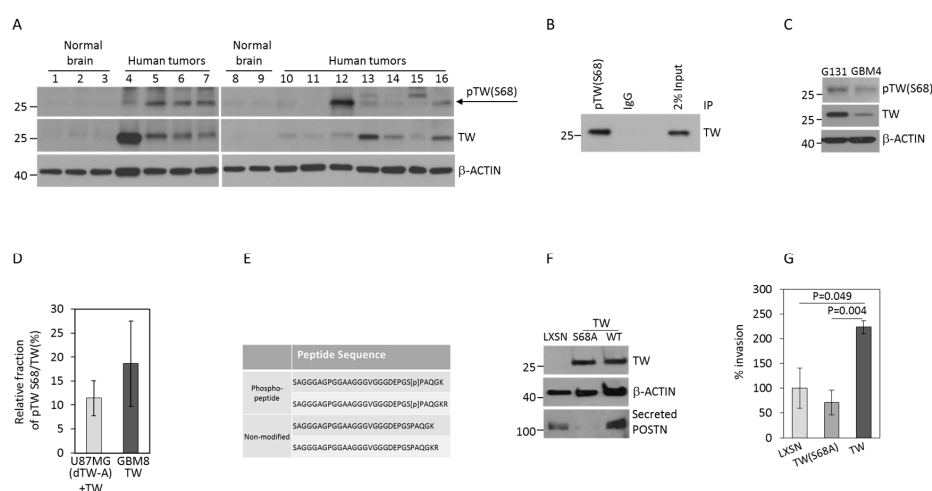 A
Normal
brain
Human tumors
Normal
brain
Human tumors
1 2 3 4 5 6 7 8 9 10 11 12 13 14 15 16
25
pTW(S68)
25
TW
40
β-ACTIN
B
pTW(S68)
IgG
2% Input
IP
25
TW
C
G131 GBM4
25
pTW(S68)
25
TW
40
β-ACTIN
D
Relative fraction
of pTW S68/TW(%)
30
25
20
15
10
5
0
U87MG
(dTW-A)
+TW
GBM8
TW
E
Peptide Sequence
Phospho-
peptide
SAGGGAGPGGAAGGGVGGGDEPGS[p]PAQGK
SAGGGAGPGGAAGGGVGGGDEPGS[p]PAQGKR
Non-modified
SAGGGAGPGGAAGGGVGGGDEPGSPAQGK
SAGGGAGPGGAAGGGVGGGDEPGSPAQGKR
F
TW
LXSN S68A WT
25
TW
40
β-ACTIN
100
Secreted
POSTN
G
% invasion
300
250
200
150
100
50
0
P=0.049
P=0.004
LXSN
TW(S68A)
TW